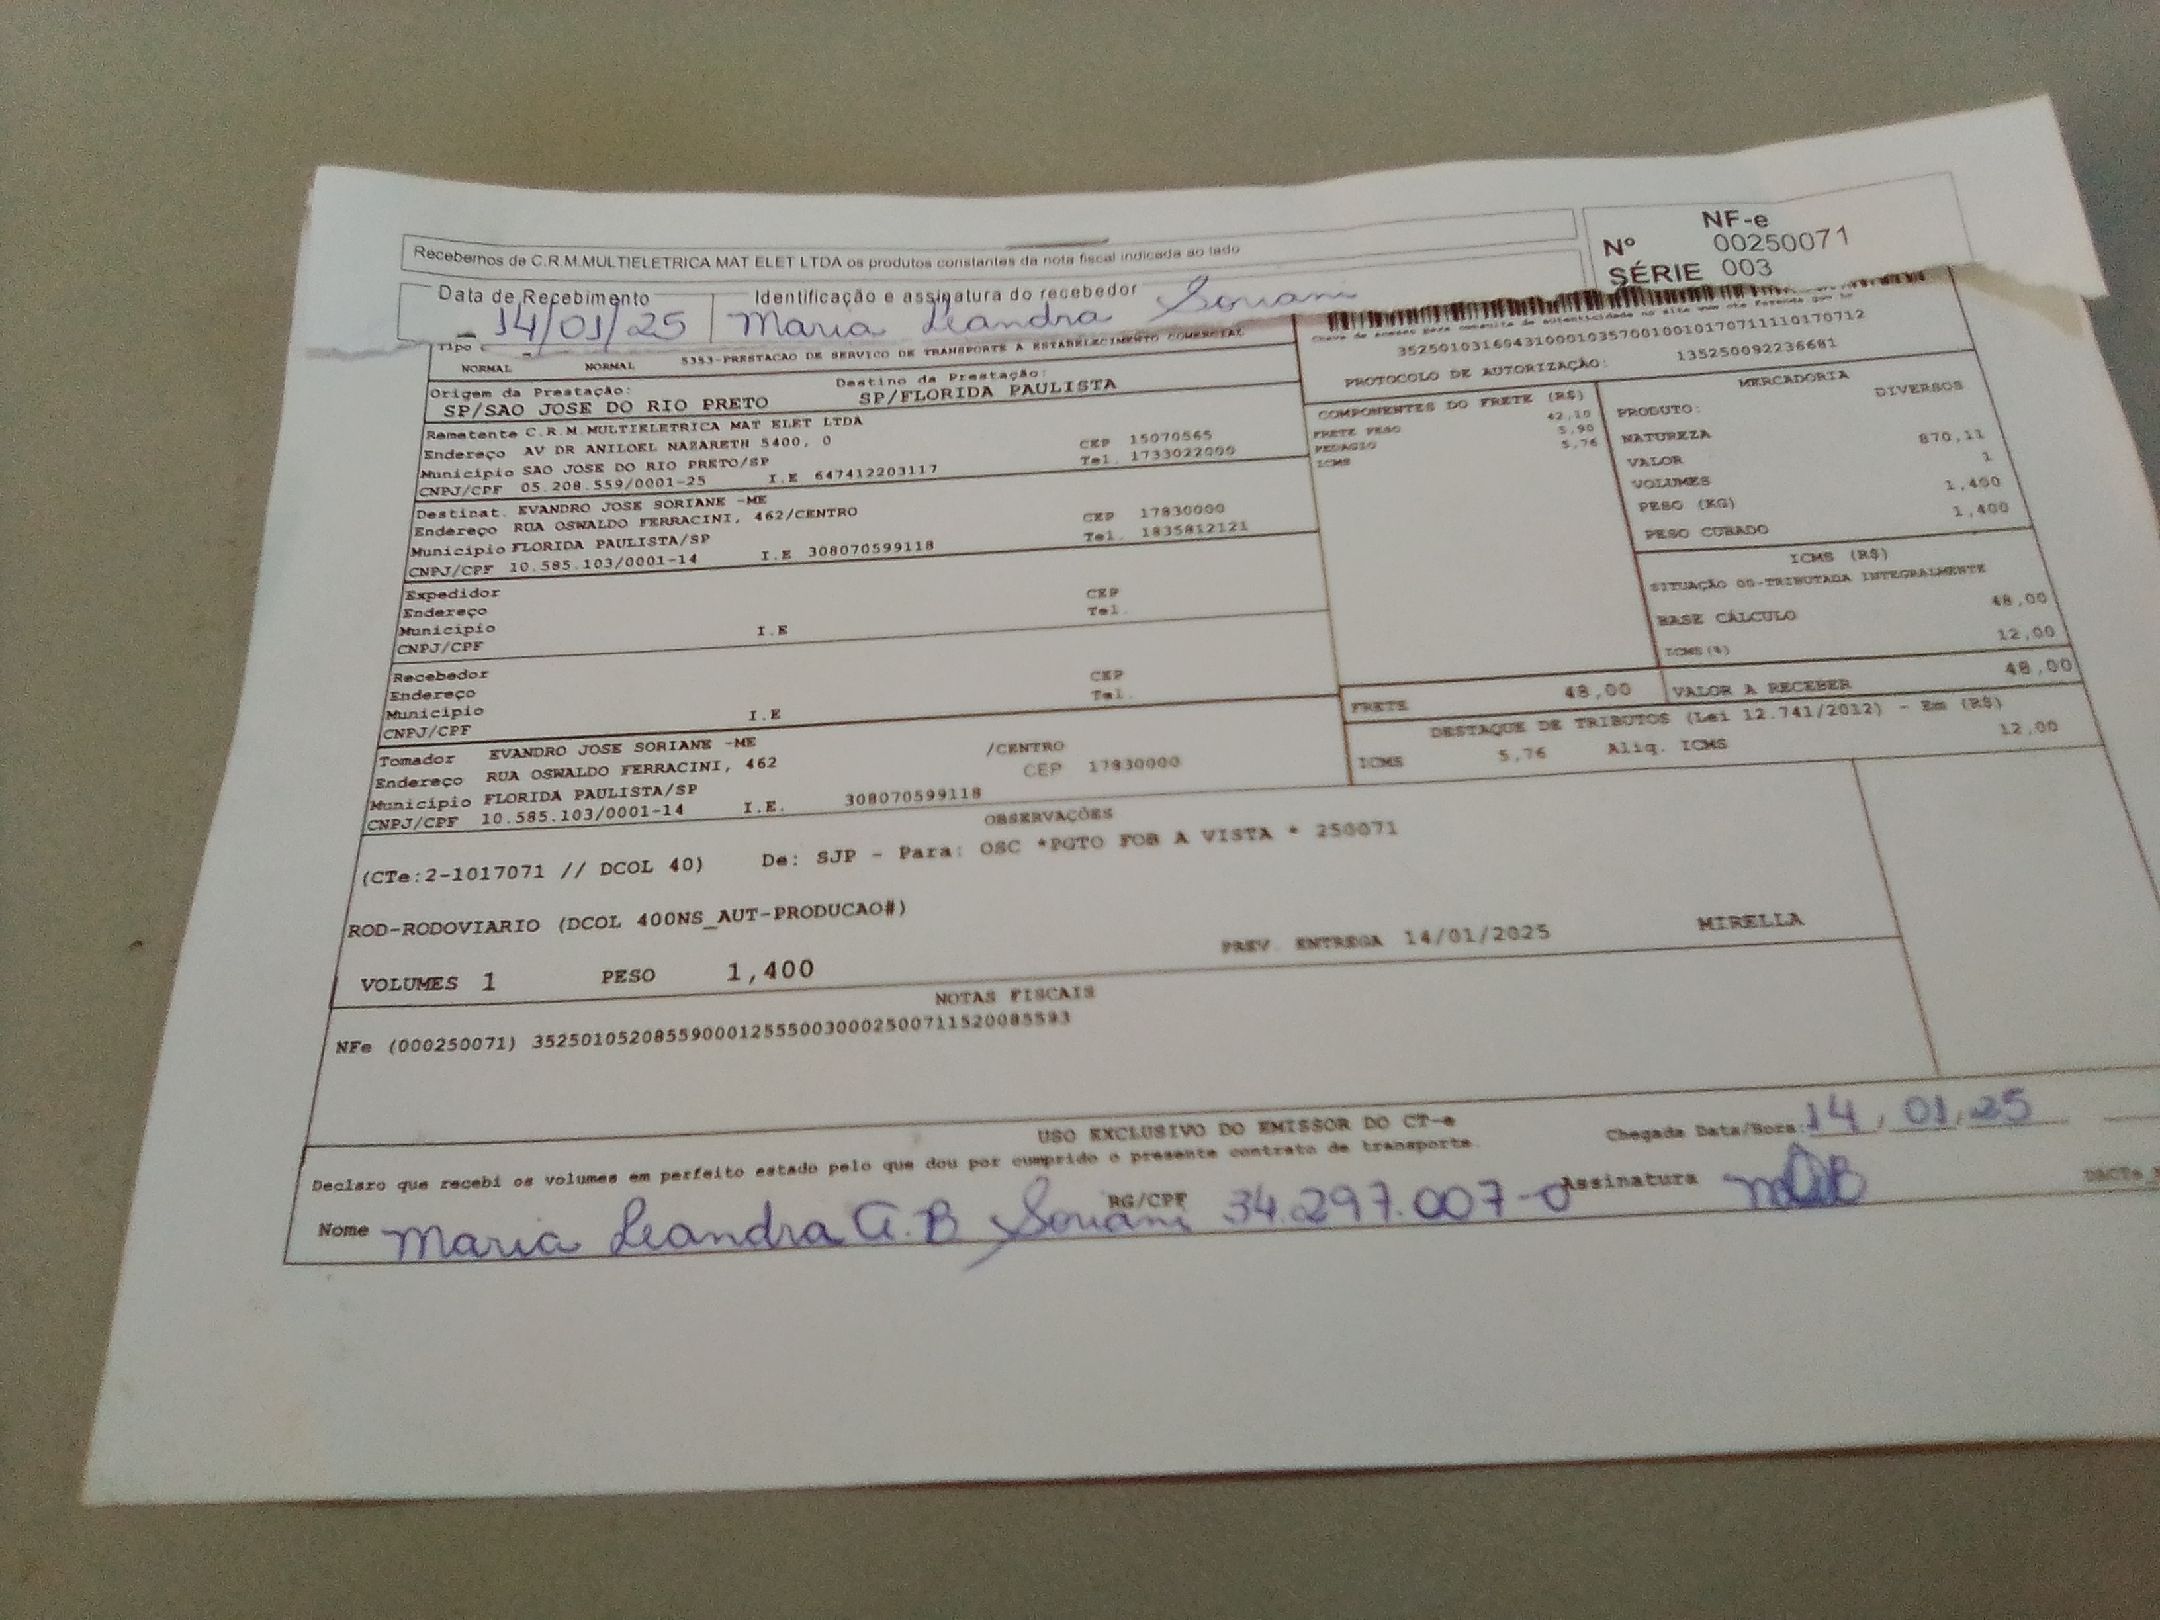 Recebemos de C.R.M.MULTIELETRICA MAT ELET LTDA os produtos constantes da nota fiscal indicada ao lado
NF-e
Nº 00250071
SÉRIE 003
Data de Recebimento
14/01/25
Identificação e assinatura do recebedor
Maria Leandra Soriani
Tipo
NORMAL NORMAL 5353-PRESTACAO DE SERVICO DE TRANSPORTE A ESTABELECIMENTO COMERCIAL
Origem da Prestação: Destino da Prestação:
SP/SAO JOSE DO RIO PRETO SP/FLORIDA PAULISTA
Remetente C.R.M.MULTIELETRICA MAT ELET LTDA
Endereço AV DR ANILOEL NAZARETH 5400, 0 CEP 15070565
Município SAO JOSE DO RIO PRETO/SP Tel. 1733022000
CNPJ/CPF 05.208.559/0001-25 I.E 647412203117
Destinat. EVANDRO JOSE SORIANE -ME
Endereço RUA OSWALDO FERRACINI, 462/CENTRO CEP 17830000
Município FLORIDA PAULISTA/SP Tel. 1835812121
CNPJ/CPF 10.585.103/0001-14 I.E 308070599118
Expedidor CEP
Endereço Tel.
Município I.E
CNPJ/CPF
Recebedor CEP
Endereço Tel.
Município I.E
CNPJ/CPF
Tomador EVANDRO JOSE SORIANE -ME /CENTRO
Endereço RUA OSWALDO FERRACINI, 462 CEP 17830000
Município FLORIDA PAULISTA/SP
CNPJ/CPF 10.585.103/0001-14 I.E. 308070599118
Chave de acesso para consulta de autenticidade no site
PROTOCOLO DE AUTORIZAÇÃO: 135250092236681
COMPONENTES DO FRETE (R$)
FRETE PESO 42,10
PEDAGIO 5,90
ICMS 5,76
MERCADORIA
PRODUTO: DIVERSOS
NATUREZA
VALOR 870,11
VOLUMES 1
PESO (KG) 1,400
PESO CUBADO 1,400
ICMS (R$)
SITUAÇÃO 00-TRIBUTADA INTEGRALMENTE
BASE CÁLCULO 48,00
ICMS(%) 12,00
FRETE 48,00 VALOR A RECEBER 48,00
DESTAQUE DE TRIBUTOS (Lei 12.741/2012) - Em (R$)
ICMS 5,76 Aliq. ICMS 12,00
OBSERVAÇÕES
(CTe:2-1017071 // DCOL 40) De: SJP - Para: OSC *PGTO FOB A VISTA * 250071
ROD-RODOVIARIO (DCOL 400NS_AUT-PRODUCAO#)
PREV. ENTREGA 14/01/2025 MIRELLA
VOLUMES 1 PESO 1,400
NOTAS FISCAIS
NFe (000250071) 35250105208559000125550030002500711520085593
USO EXCLUSIVO DO EMISSOR DO CT-e
Declaro que recebi os volumes em perfeito estado pelo que dou por cumprido o presente contrato de transporte.
Chegada Data/Hora: 14,01,25
Nome Maria Leandra A.B Soriani RG/CPF 34.297.007-0 Assinatura